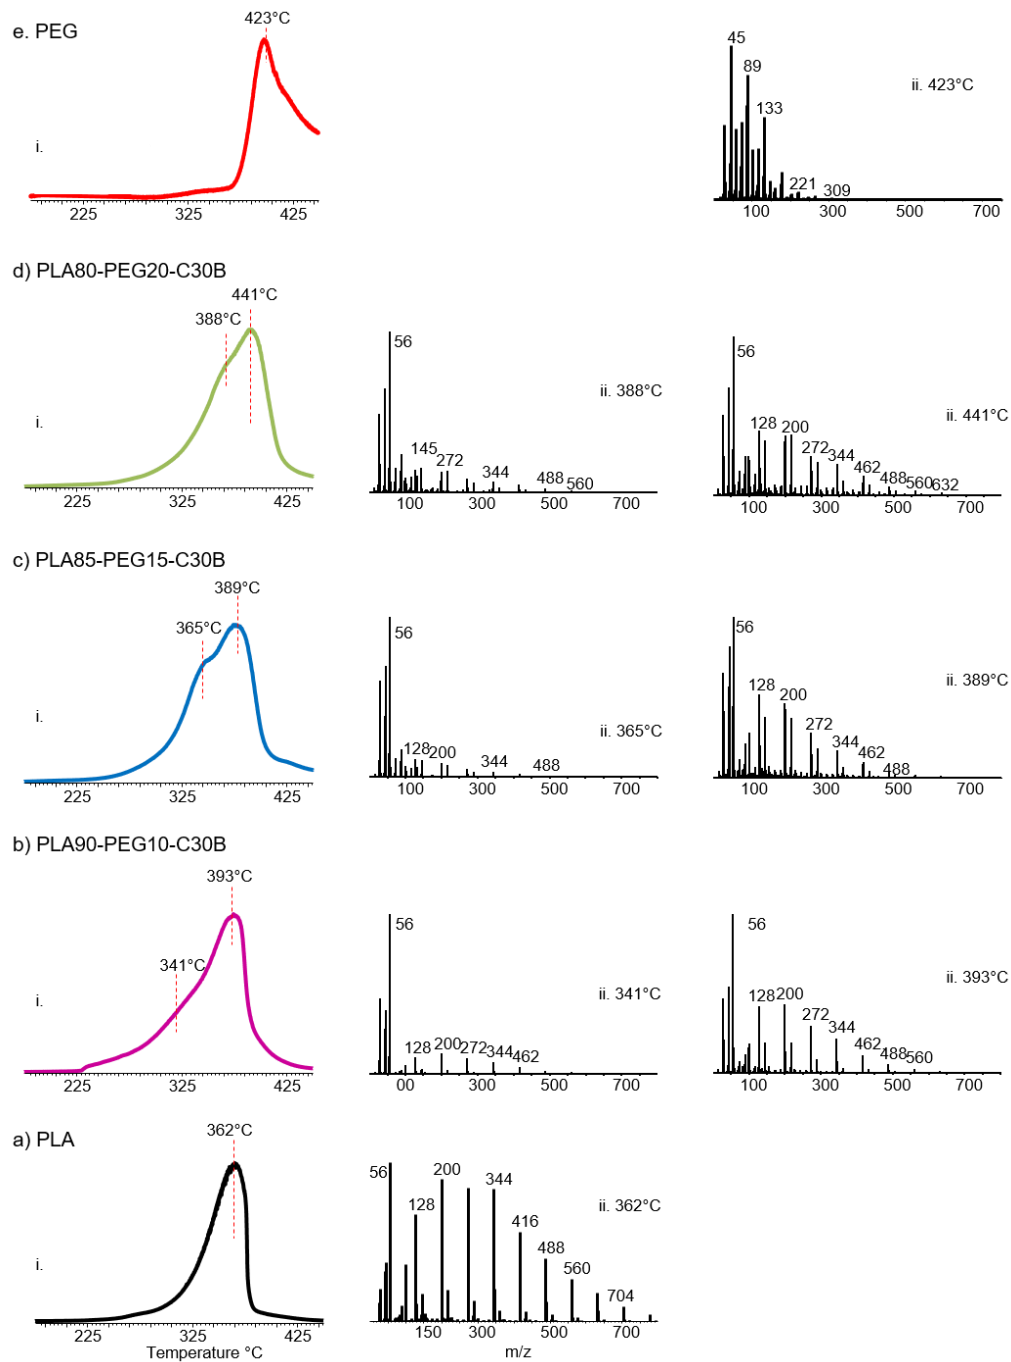 e. PEG
423°C
i.
225 325 425
45
89
133
221
309
ii. 423°C
100 300 500 700
d) PLA80-PEG20-C30B
441°C
388°C
i.
225 325 425
56
145
272
344
488
560
ii. 388°C
100 300 500 700
56
128
200
272
344
462
488
560
632
ii. 441°C
100 300 500 700
c) PLA85-PEG15-C30B
389°C
365°C
i.
225 325 425
56
128
200
344
488
ii. 365°C
100 300 500 700
56
128
200
272
344
462
488
ii. 389°C
100 300 500 700
b) PLA90-PEG10-C30B
393°C
341°C
i.
225 325 425
56
128
200
272
344
462
ii. 341°C
00 300 500 700
56
128
200
272
344
462
488
560
ii. 393°C
100 300 500 700
a) PLA
362°C
i.
225 325 425
Temperature °C
56
128
200
344
416
488
560
704
ii. 362°C
150 300 500 700
m/z